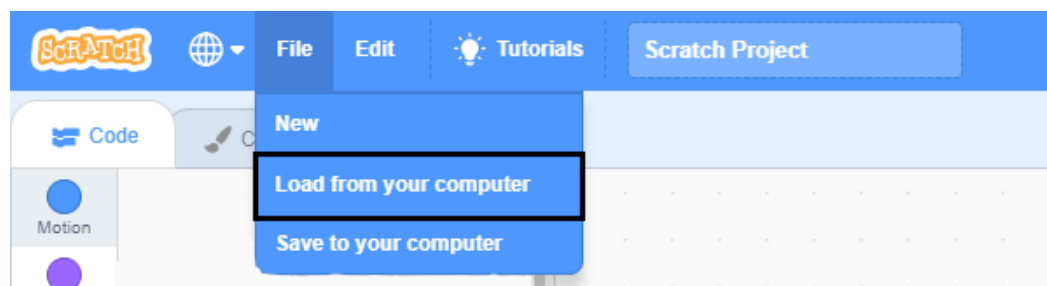 SCRATCH File Edit Tutorials Scratch Project
Code C
New
Load from your computer
Save to your computer
Motion